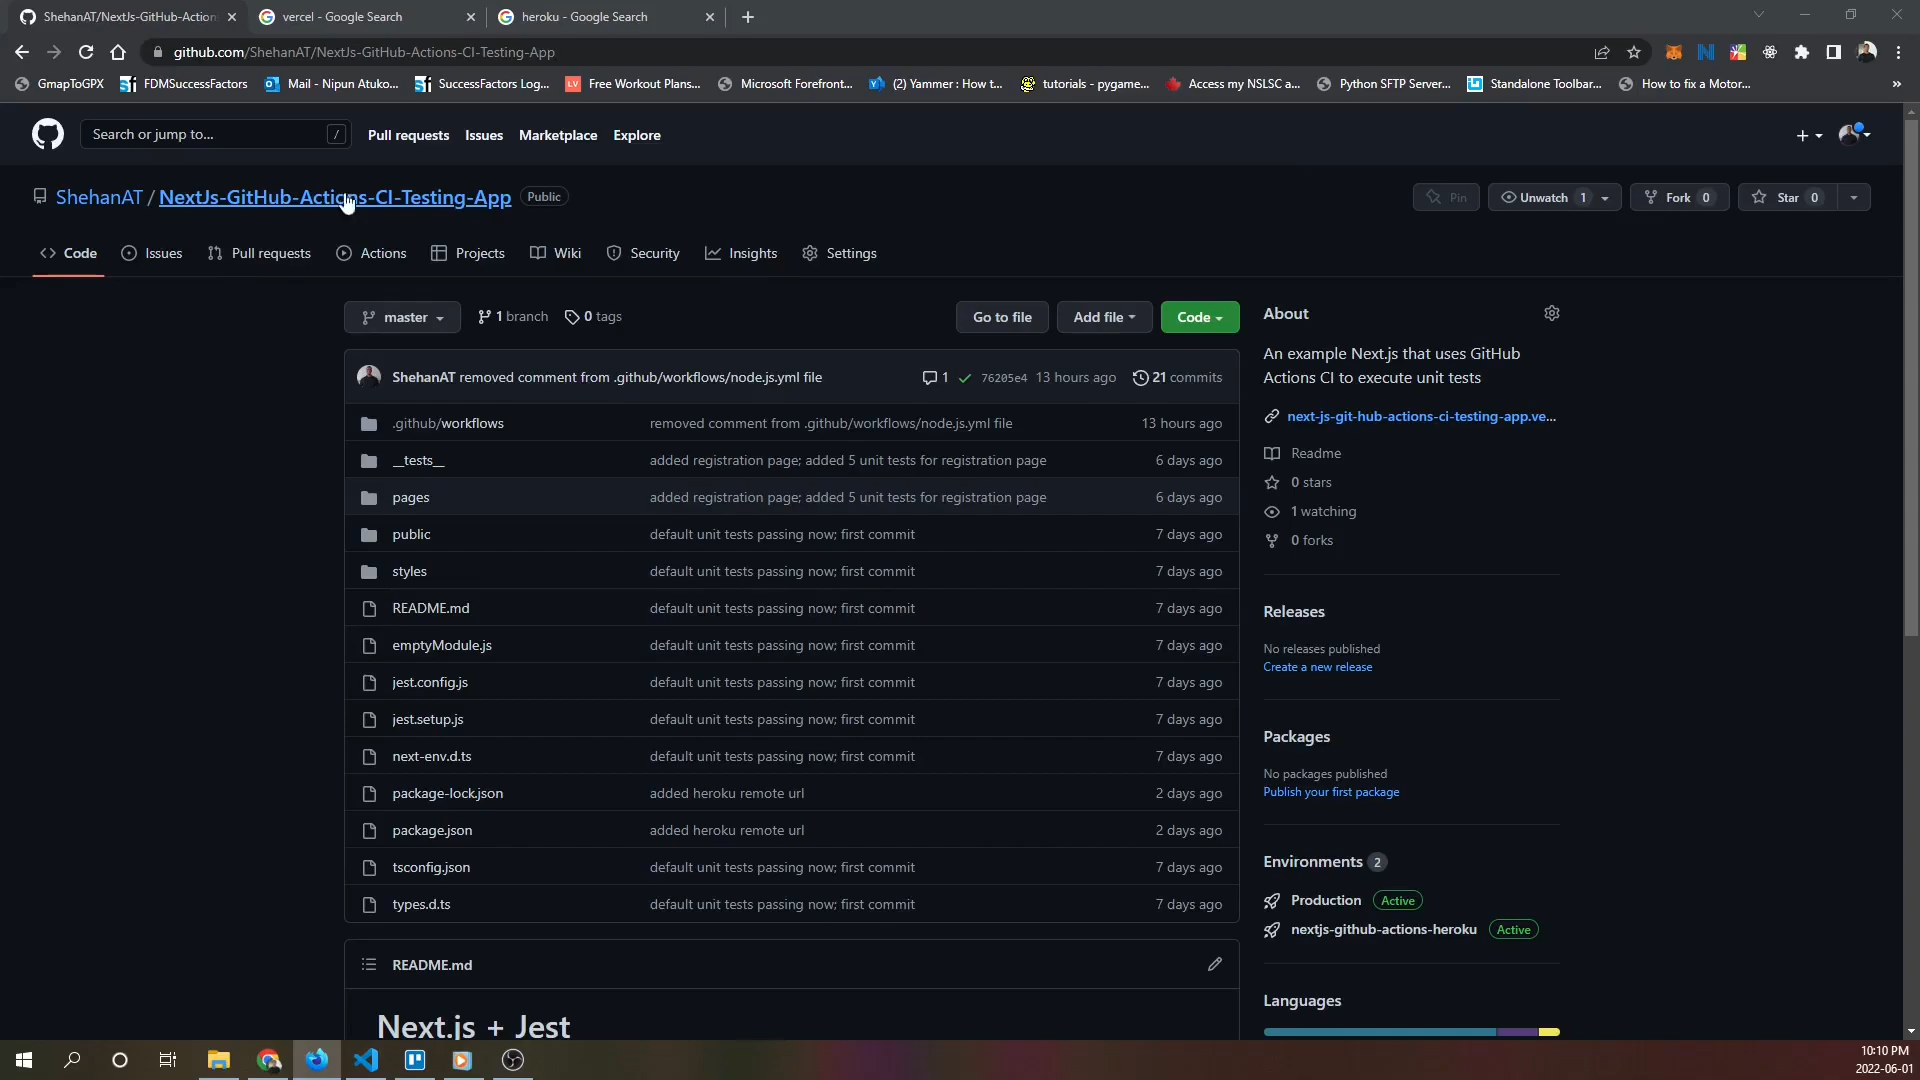 ShehanAT/NextJs-GitHub-Action
vercel - Google Search
heroku - Google Search
github.com/ShehanAT/NextJs-GitHub-Actions-CI-Testing-App
GmapToGPX
FDMSuccessFactors
Mail - Nipun Atuko...
SuccessFactors Log...
LV
Free Workout Plans...
Microsoft Forefront...
(2) Yammer : How t...
tutorials - pygame...
Access my NSLSC a...
Python SFTP Server...
Standalone Toolbar...
How to fix a Motor...
»
Search or jump to...
/
Pull requests
Issues
Marketplace
Explore
ShehanAT / NextJs-GitHub-Actions-CI-Testing-App
Public
Pin
Unwatch 1
Fork 0
Star 0
Code
Issues
Pull requests
Actions
Projects
Wiki
Security
Insights
Settings
master
1 branch
0 tags
Go to file
Add file
Code
ShehanAT removed comment from .github/workflows/node.js.yml file
1
76205e4 13 hours ago
21 commits
.github/workflows
removed comment from .github/workflows/node.js.yml file
13 hours ago
__tests__
added registration page; added 5 unit tests for registration page
6 days ago
pages
added registration page; added 5 unit tests for registration page
6 days ago
public
default unit tests passing now; first commit
7 days ago
styles
default unit tests passing now; first commit
7 days ago
README.md
default unit tests passing now; first commit
7 days ago
emptyModule.js
default unit tests passing now; first commit
7 days ago
jest.config.js
default unit tests passing now; first commit
7 days ago
jest.setup.js
default unit tests passing now; first commit
7 days ago
next-env.d.ts
default unit tests passing now; first commit
7 days ago
package-lock.json
added heroku remote url
2 days ago
package.json
added heroku remote url
2 days ago
tsconfig.json
default unit tests passing now; first commit
7 days ago
types.d.ts
default unit tests passing now; first commit
7 days ago
README.md
Next.js + Jest
About
An example Next.js that uses GitHub
Actions CI to execute unit tests
next-js-git-hub-actions-ci-testing-app.ve...
Readme
0 stars
1 watching
0 forks
Releases
No releases published
Create a new release
Packages
No packages published
Publish your first package
Environments 2
Production
Active
nextjs-github-actions-heroku
Active
Languages
10:10 PM
2022-06-01